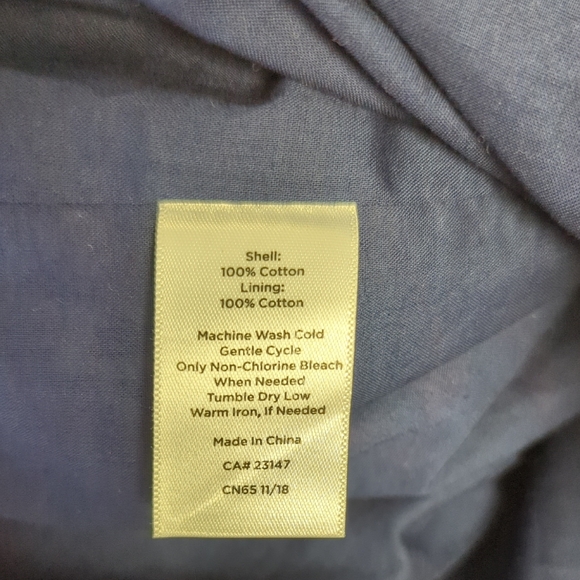 Shell:
100% Cotton
Lining:
100% Cotton
Machine Wash Cold
Gentle Cycle
Only Non-Chlorine Bleach
When Needed
Tumble Dry Low
Warm Iron, If Needed
Made In China
CA# 23147
CN65 11/18